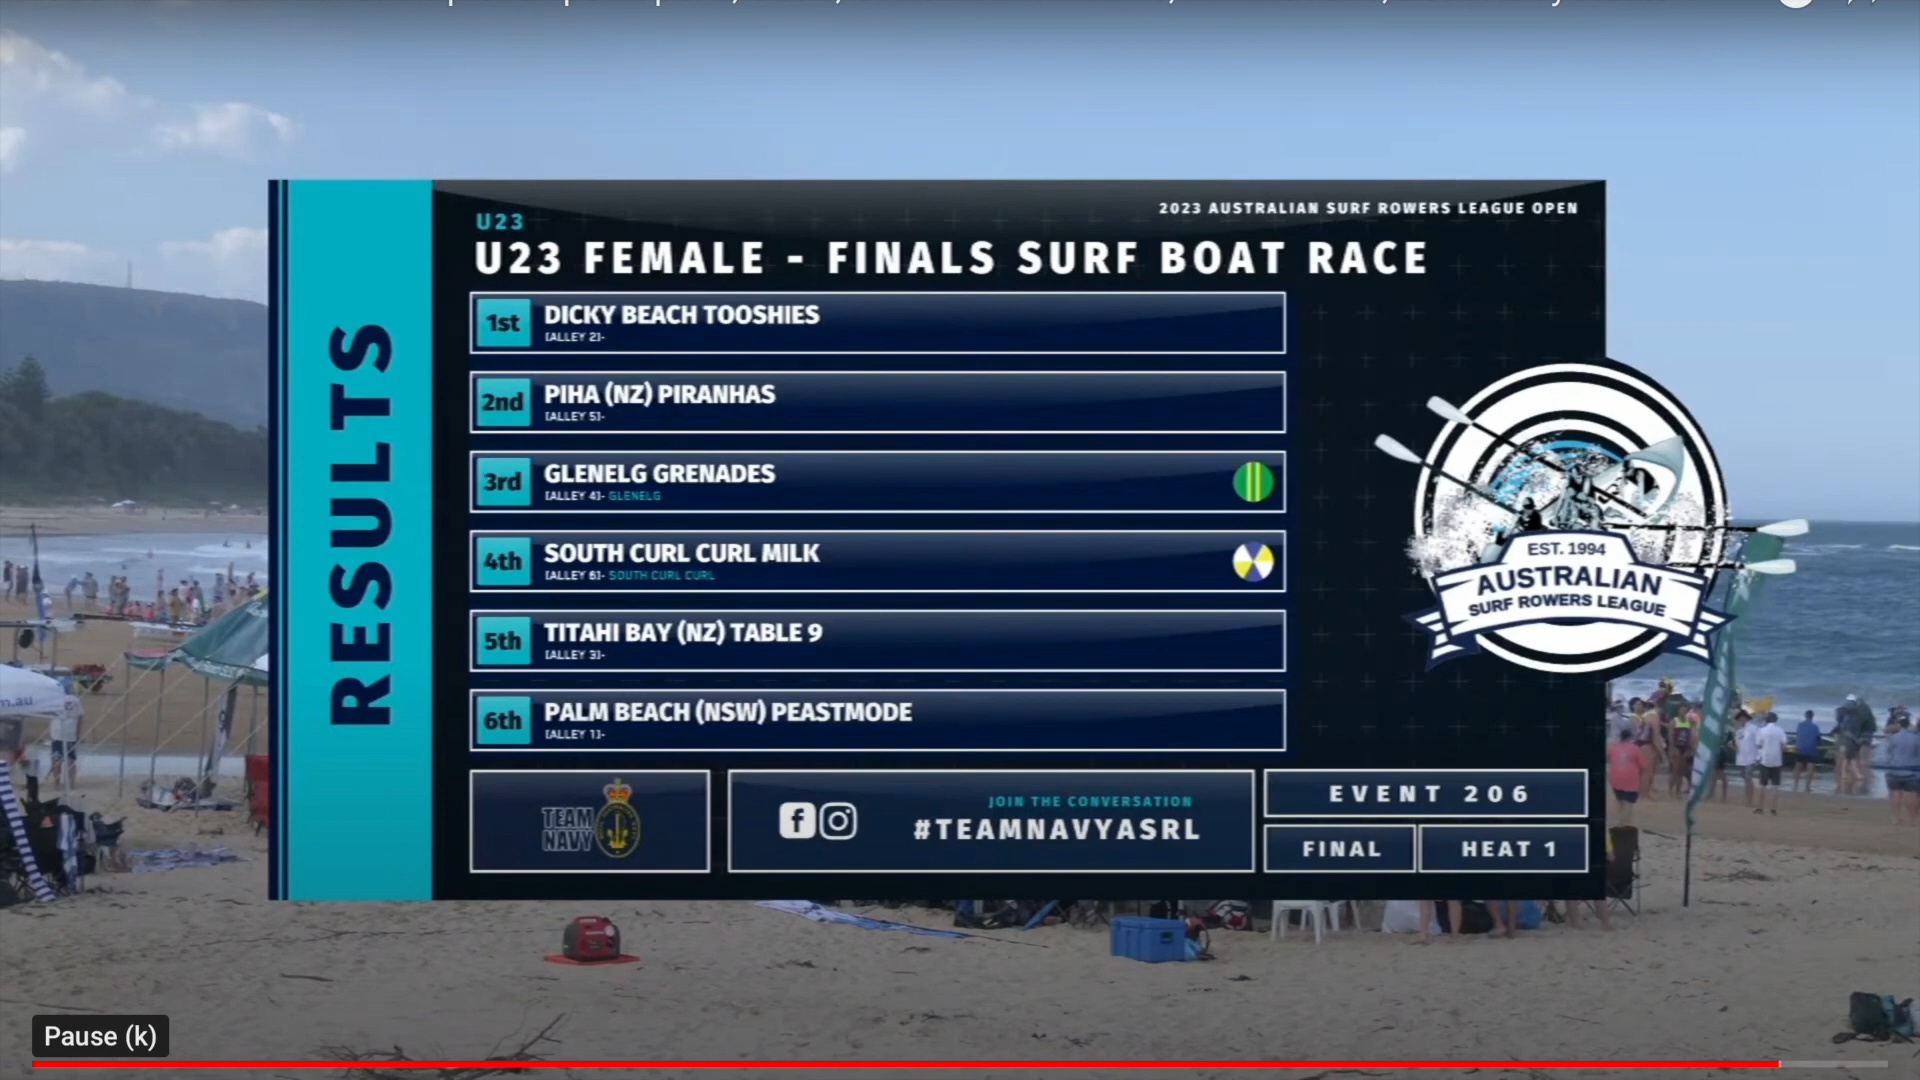 2023 AUSTRALIAN SURF ROWERS LEAGUE OPEN
U23
U23 FEMALE - FINALS SURF BOAT RACE
RESULTS
1st DICKY BEACH TOOSHIES
[ALLEY 2]-
2nd PIHA (NZ) PIRANHAS
[ALLEY 5]-
3rd GLENELG GRENADES
[ALLEY 4]- GLENELG
4th SOUTH CURL CURL MILK
[ALLEY 6]- SOUTH CURL CURL
5th TITAHI BAY (NZ) TABLE 9
[ALLEY 3]-
6th PALM BEACH (NSW) PEASTMODE
[ALLEY 1]-
EST. 1994
AUSTRALIAN
SURF ROWERS LEAGUE
TEAM
NAVY
JOIN THE CONVERSATION
#TEAMNAVYASRL
EVENT 206
FINAL HEAT 1
Pause (k)